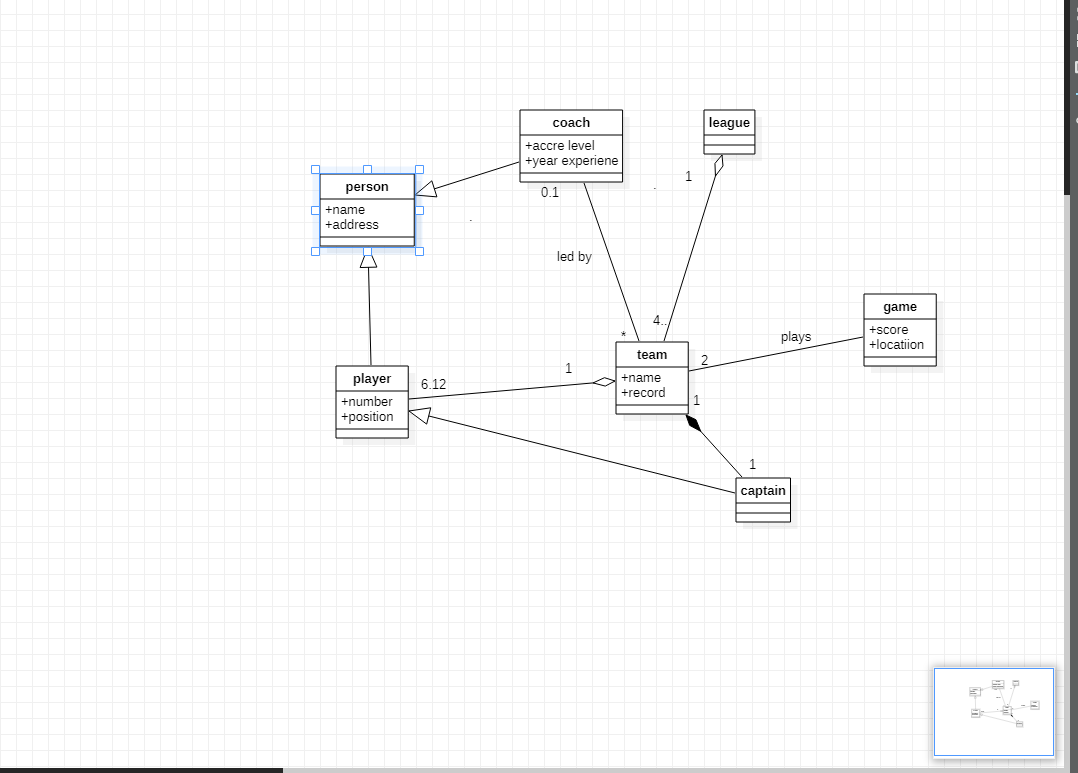 coach
+accre level
+year experiene
league
person
+name
+address
0.1
1
led by
4..
*
game
+score
+locatiion
plays
team
+name
+record
2
1
1
6.12
player
+number
+position
1
captain